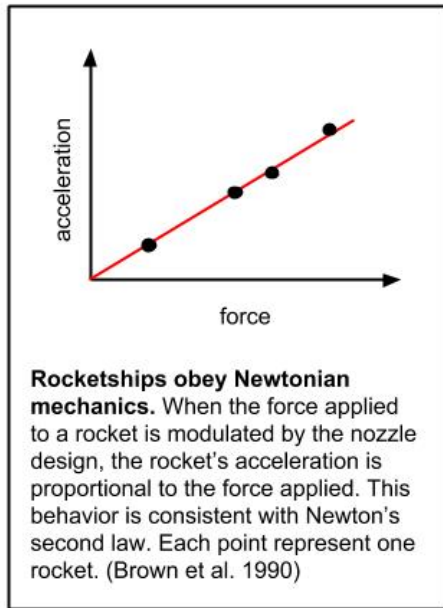 acceleration
force
Rocketships obey Newtonian
mechanics. When the force applied
to a rocket is modulated by the nozzle
design, the rocket's acceleration is
proportional to the force applied. This
behavior is consistent with Newton's
second law. Each point represent one
rocket. (Brown et al. 1990)